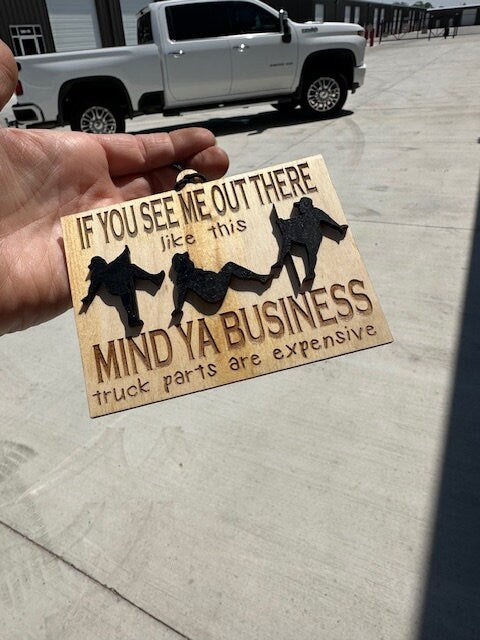 IF YOU SEE ME OUT THERE
like this
MIND YA BUSINESS
truck parts are expensive